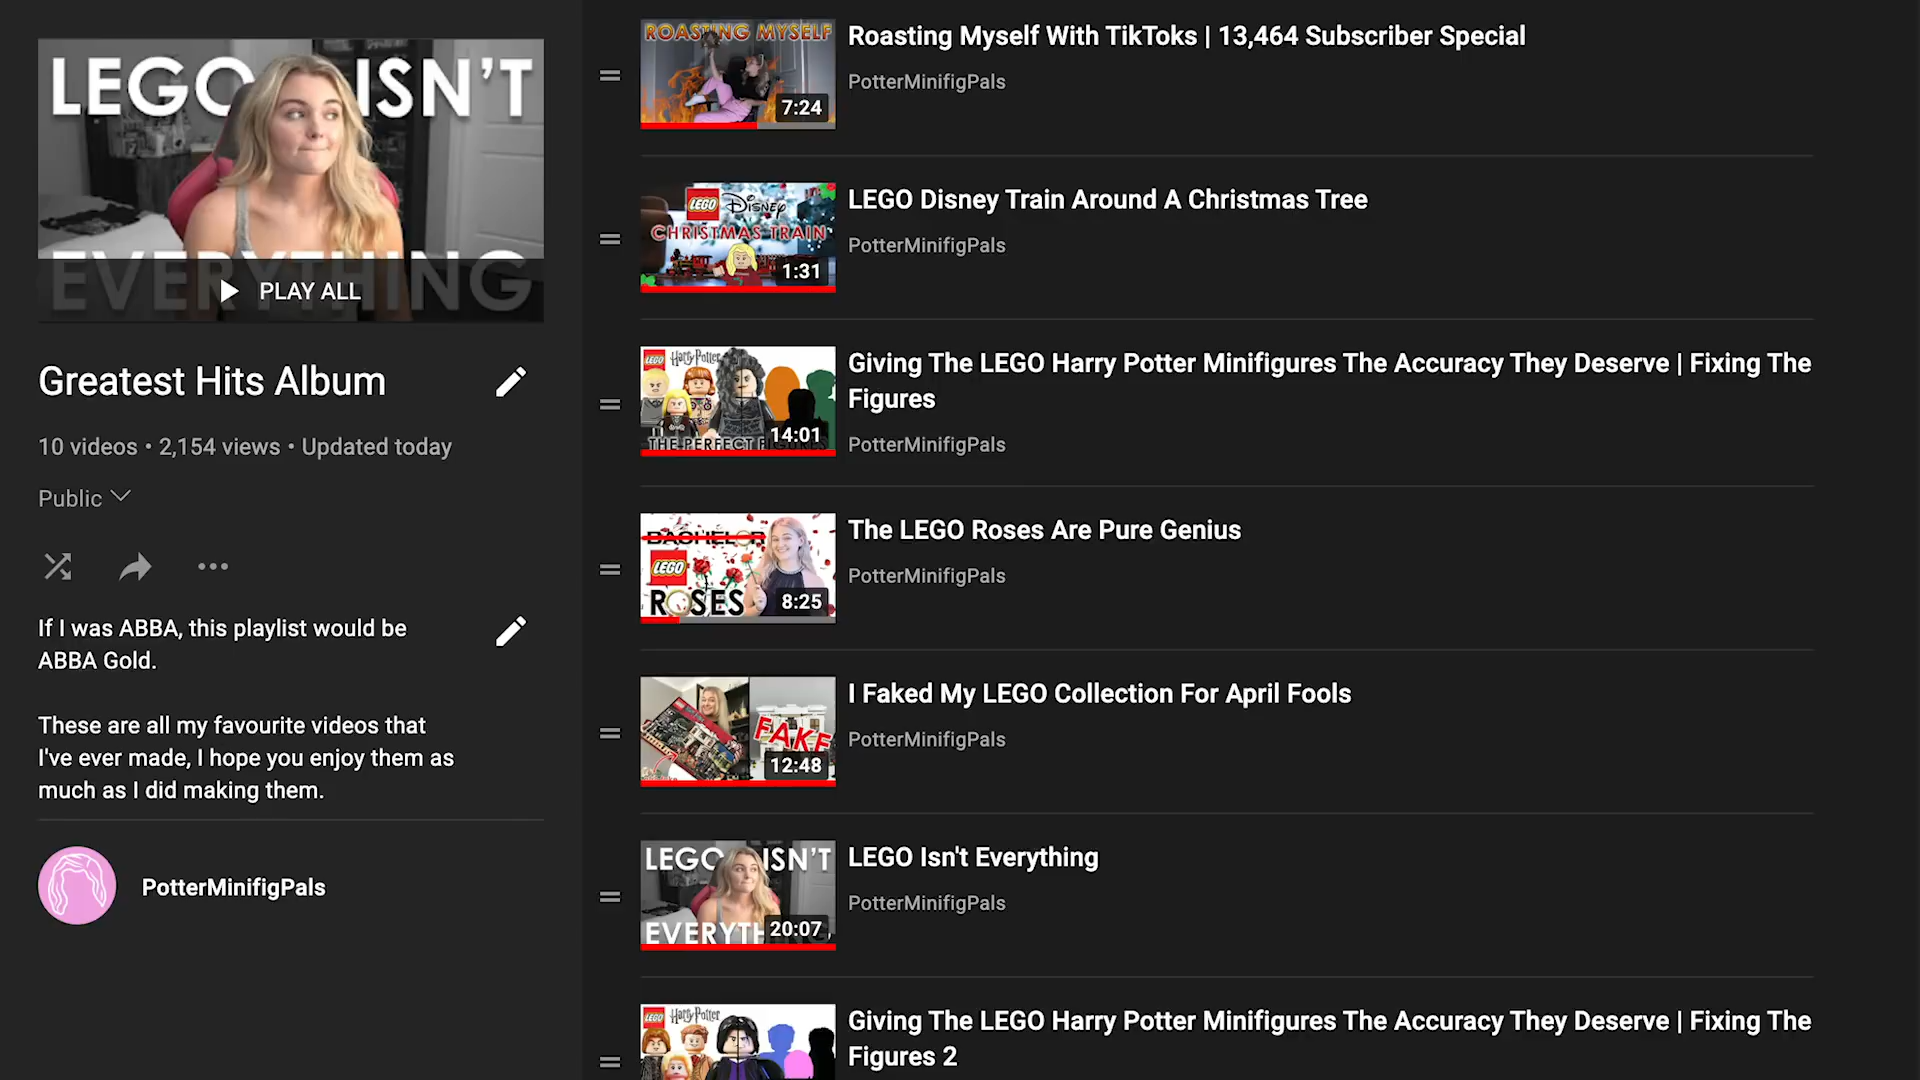 LEGO ISN'T
EVERYTHING
PLAY ALL
Greatest Hits Album
10 videos • 2,154 views • Updated today
Public
If I was ABBA, this playlist would be
ABBA Gold.
These are all my favourite videos that
I've ever made, I hope you enjoy them as
much as I did making them.
PotterMinifigPals
ROASTING MYSELF
7:24
Roasting Myself With TikToks | 13,464 Subscriber Special
PotterMinifigPals
LEGO Disney
CHRISTMAS TRAIN
1:31
LEGO Disney Train Around A Christmas Tree
PotterMinifigPals
LEGO Harry Potter
THE PERFECT FIGURES
14:01
Giving The LEGO Harry Potter Minifigures The Accuracy They Deserve | Fixing The
Figures
PotterMinifigPals
BACHELOR
LEGO
ROSES
8:25
The LEGO Roses Are Pure Genius
PotterMinifigPals
FAKE
12:48
I Faked My LEGO Collection For April Fools
PotterMinifigPals
LEGO ISN'T
EVERYTH
20:07
LEGO Isn't Everything
PotterMinifigPals
LEGO Harry Potter
Giving The LEGO Harry Potter Minifigures The Accuracy They Deserve | Fixing The
Figures 2